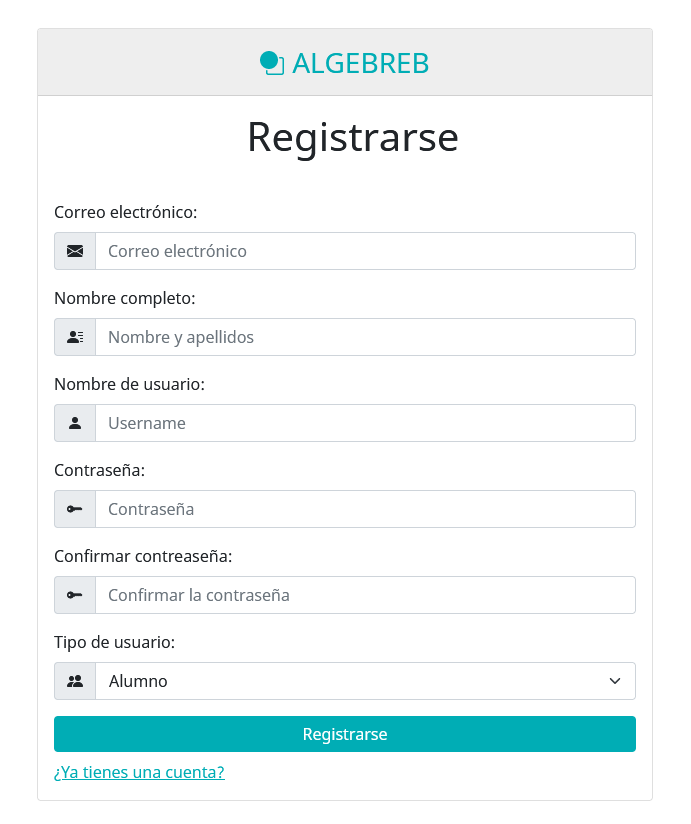 ALGEBREB
Registrarse
Correo electrónico:
Correo electrónico
Nombre completo:
Nombre y apellidos
Nombre de usuario:
Username
Contraseña:
Contraseña
Confirmar contreaseña:
Confirmar la contraseña
Tipo de usuario:
Alumno
Registrarse
¿Ya tienes una cuenta?